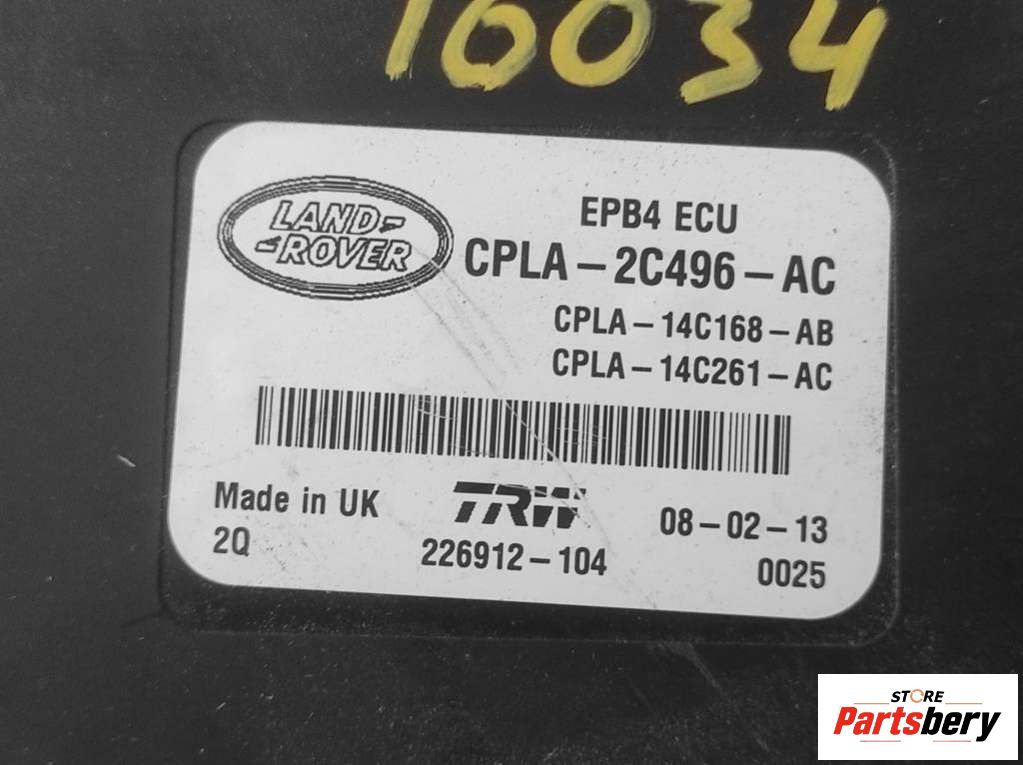 16034
LAND
ROVER
EPB4 ECU
CPLA-2C496-AC
CPLA-14C168-AB
CPLA-14C261-AC
Made in UK
2Q
TRW
226912-104
08-02-13
0025
STORE
Partsbery